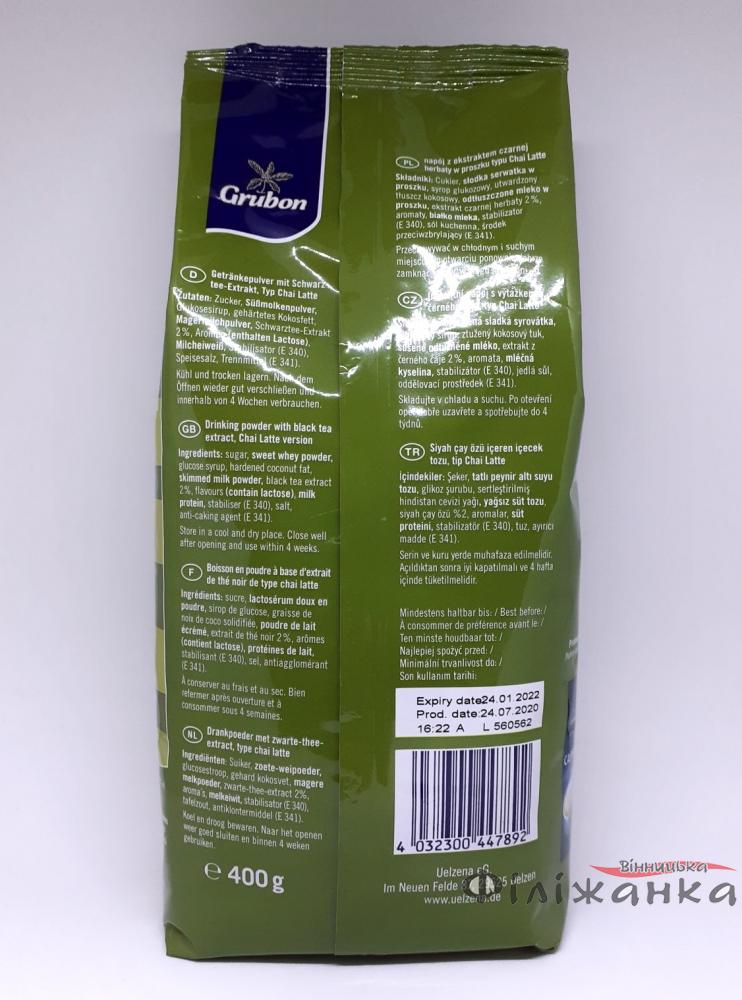 Grubon
D Getränkepulver mit Schwarz-
tee-Extrakt, Typ Chai Latte
Zutaten: Zucker, Süßmolkenpulver,
Glukosesirup, gehärtetes Kokosfett,
Magermilchpulver, Schwarztee-Extrakt
2%, Aromen (enthalten Lactose),
Milcheiweiß, Stabilisator (E 340),
Speisesalz, Trennmittel (E 341).
Kühl und trocken lagern. Nach dem
Öffnen wieder gut verschließen und
innerhalb von 4 Wochen verbrauchen.
GB Drinking powder with black tea
extract, Chai Latte version
Ingredients: sugar, sweet whey powder,
glucose syrup, hardened coconut fat,
skimmed milk powder, black tea extract
2%, flavours (contain lactose), milk
protein, stabiliser (E 340), salt,
anti-caking agent (E 341).
Store in a cool and dry place. Close well
after opening and use within 4 weeks.
F Boisson en poudre à base d'extrait
de thé noir de type chai latte
Ingrédients: sucre, lactosérum doux en
poudre, sirop de glucose, graisse de
noix de coco solidifiée, poudre de lait
écrémé, extrait de thé noir 2%, arômes
(contient lactose), protéines de lait,
stabilisant (E 340), sel, antiagglomérant
(E 341).
À conserver au frais et au sec. Bien
refermer après ouverture et à
consommer sous 4 semaines.
NL Drankpoeder met zwarte-thee-
extract, type chai latte
Ingrediënten: Suiker, zoete-weipoeder,
glucosestroop, gehard kokosvet, magere
melkpoeder, zwarte-thee-extract 2%,
aroma's, melkeiwit, stabilisator (E 340),
tafelzout, antiklontermiddel (E 341).
Koel en droog bewaren. Naar het openen
weer goed sluiten en binnen 4 weken
gebruiken.
e 400 g
PL napój z ekstraktem czarnej
herbaty w proszku typu Chai Latte
Składniki: Cukier, słodka serwatka w
proszku, syrop glukozowy, utwardzony
tłuszcz kokosowy, odtłuszczone mleko w
proszku, ekstrakt czarnej herbaty 2%,
aromaty, białko mleka, stabilizator
(E 340), sól kuchenna, środek
przeciwzbrylający (E 341).
w chłodnym i suchym
otwarciu
CZ napój s výtažkem
Chai Latte
sladká syrovátka,
ztužený kokosový tuk,
mléko, extrakt z
černého čaje 2%, aromata, mléčná
kyselina, stabilizátor (E 340), jedlá sůl,
oddělovací prostředek (E 341).
Skladujte v chladu a suchu. Po otevření
opět dobře uzavřete a spotřebujte do 4
týdnů.
TR Siyah çay özü içeren içecek
tozu, tip Chai Latte
İçindekiler: Şeker, tatlı peynir altı suyu
tozu, glikoz şurubu, sertleştirilmiş
hindistan cevizi yağı, yağsız süt tozu,
siyah çay özü %2, aromalar, süt
proteini, stabilizatör (E 340), tuz, ayırıcı
madde (E 341).
Serin ve kuru yerde muhafaza edilmelidir.
Açıldıktan sonra iyi kapatılmalı ve 4 hafta
içinde tüketilmelidir.
Mindestens haltbar bis: / Best before: /
À consommer de préférence avant le: /
Ten minste houdbaar tot: /
Najlepiej spożyć przed: /
Minimální trvanlivost do: /
Son kullanım tarihi:
Expiry date24.01.2022
Prod. date:24.07.2020
16:22 A L 560562
4 032300 447892
Uelzena eG
Im Neuen Felde Uelzen
www.uelzena.de
Вінницька
Філіжанка